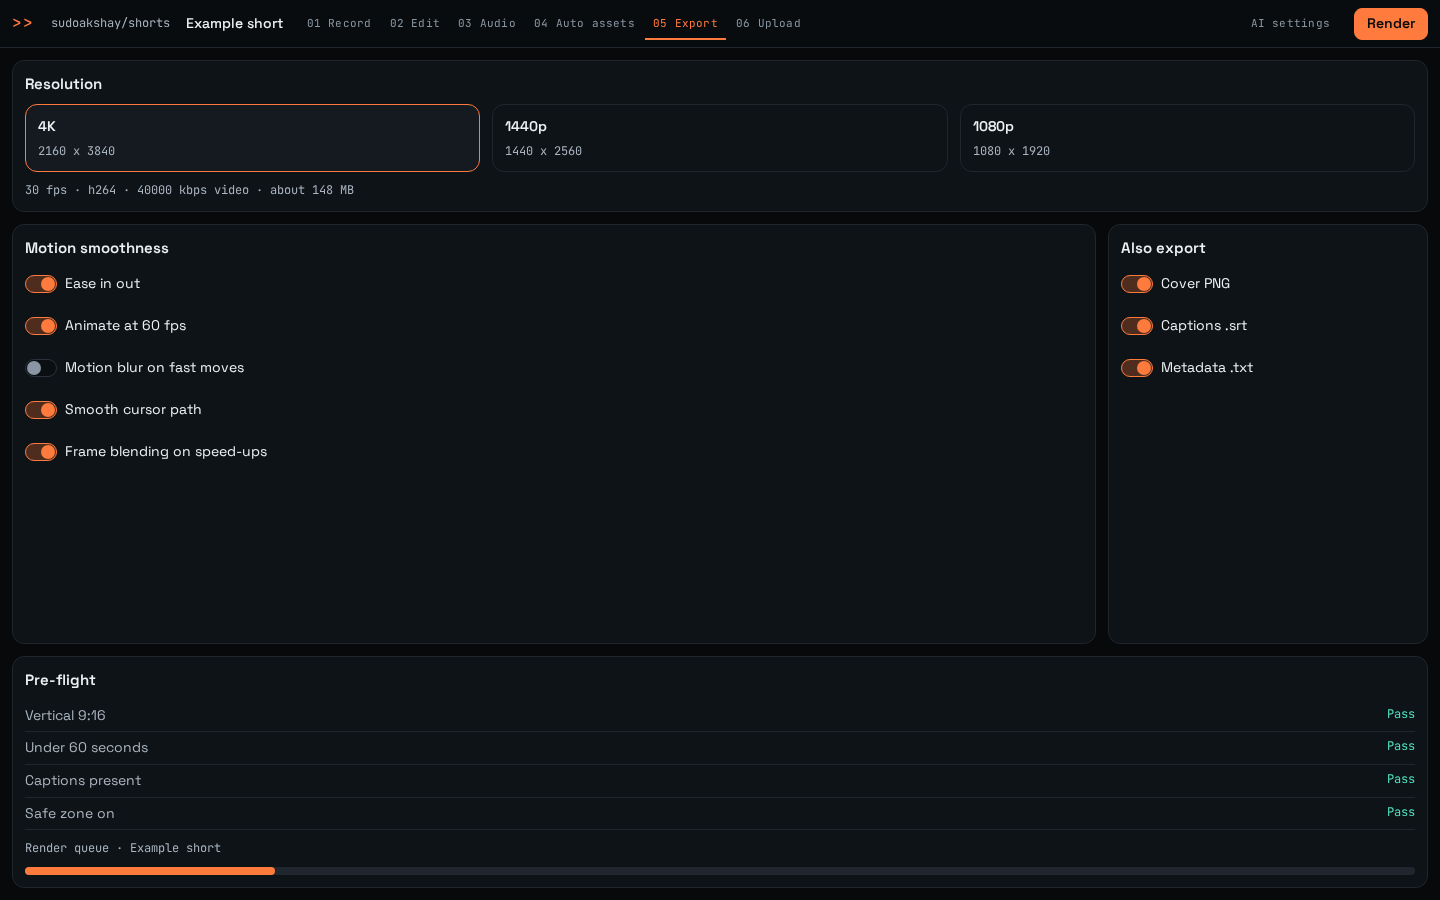 >> sudoakshay/shorts Example short 01 Record 02 Edit 03 Audio 04 Auto assets 05 Export 06 Upload AI settings Render
Resolution
4K
2160 x 3840
1440p
1440 x 2560
1080p
1080 x 1920
30 fps · h264 · 40000 kbps video · about 148 MB
Motion smoothness
Ease in out
Animate at 60 fps
Motion blur on fast moves
Smooth cursor path
Frame blending on speed-ups
Also export
Cover PNG
Captions .srt
Metadata .txt
Pre-flight
Vertical 9:16 Pass
Under 60 seconds Pass
Captions present Pass
Safe zone on Pass
Render queue · Example short